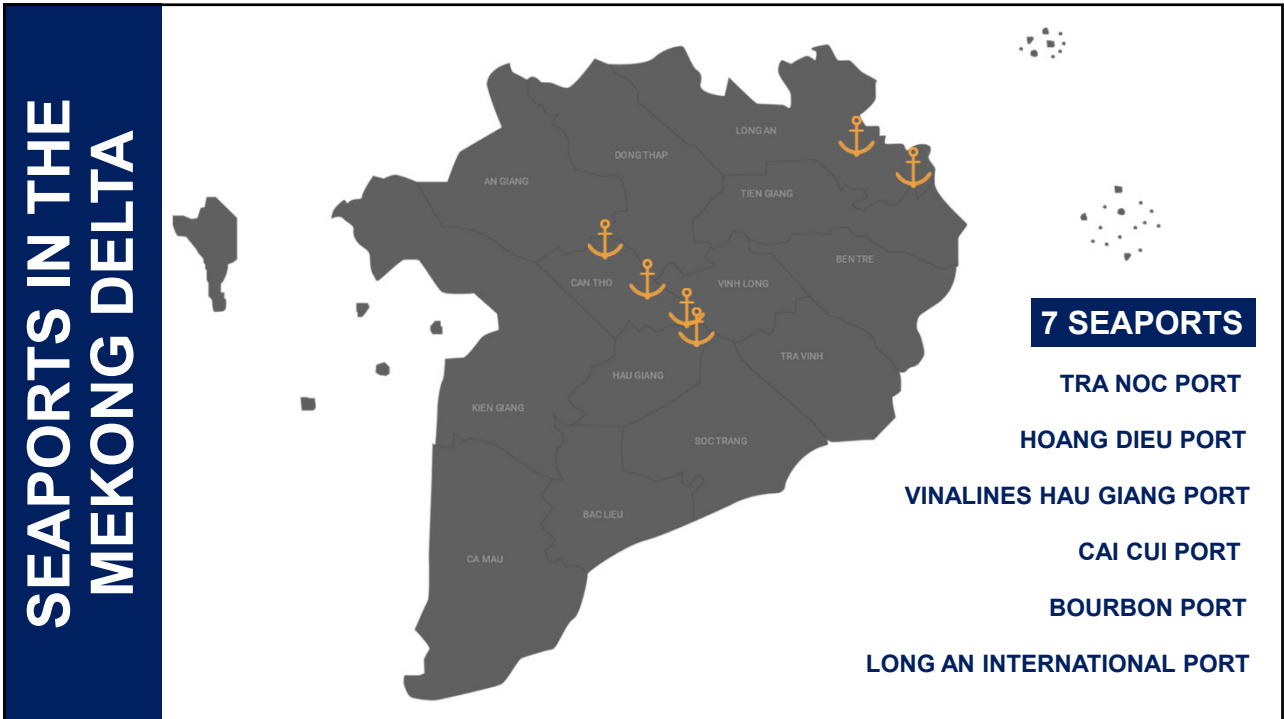 SEAPORTS IN THE
MEKONG DELTA
LONG AN
DONG THAP
AN GIANG
TIEN GIANG
BEN TRE
CAN THO
VINH LONG
TRA VINH
HAU GIANG
KIEN GIANG
SOC TRANG
BAC LIEU
CA MAU
7 SEAPORTS
TRA NOC PORT
HOANG DIEU PORT
VINALINES HAU GIANG PORT
CAI CUI PORT
BOURBON PORT
LONG AN INTERNATIONAL PORT